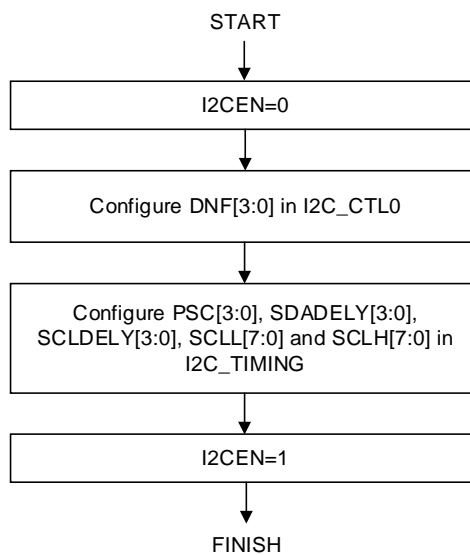 START
I2CEN=0
Configure DNF[3:0] in I2C_CTL0
Configure PSC[3:0], SDADELY[3:0],
SCLDELY[3:0], SCLL[7:0] and SCLH[7:0] in
I2C_TIMING
I2CEN=1
FINISH